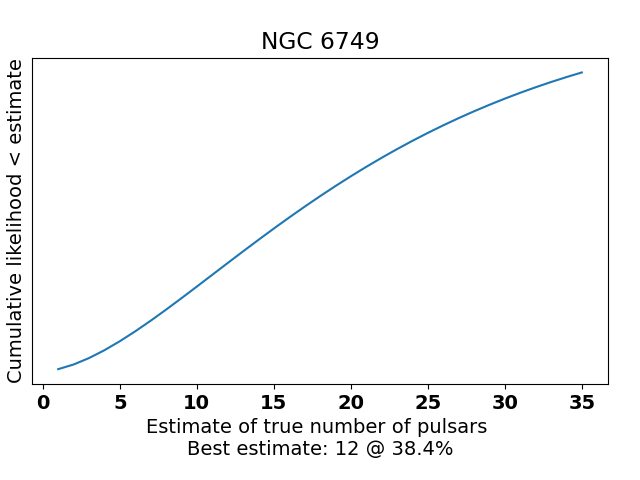 NGC 6749
Cumulative likelihood < estimate
0 5 10 15 20 25 30 35
Estimate of true number of pulsars
Best estimate: 12 @ 38.4%